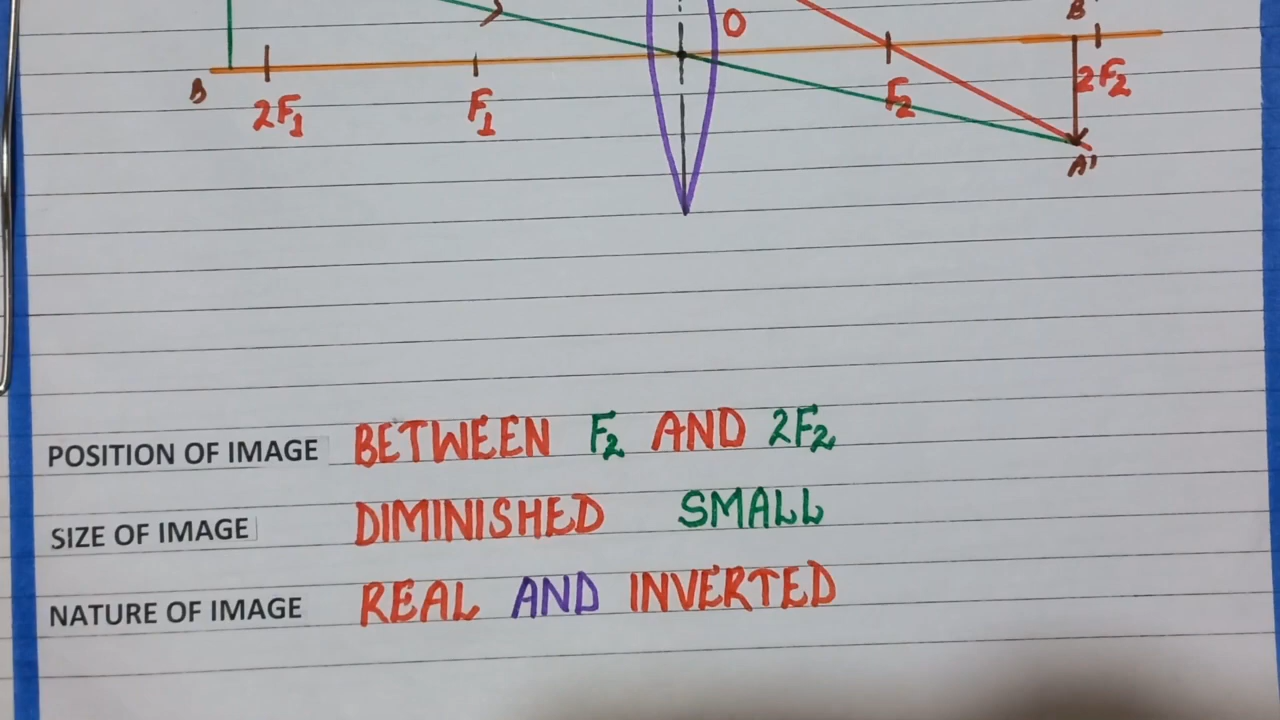 O
B'
B
2F₁
F₁
F₂
2F₂
A'
POSITION OF IMAGE BETWEEN F₂ AND 2F₂
SIZE OF IMAGE DIMINISHED SMALL
NATURE OF IMAGE REAL AND INVERTED